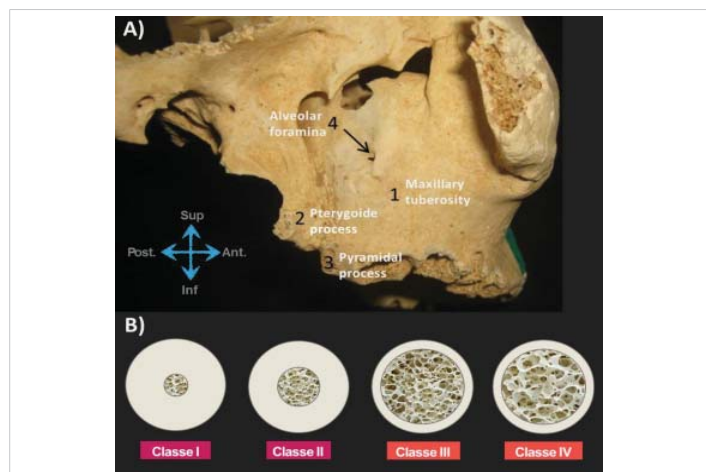 A)
Alveolar 4
foramina
1 Maxillary
tuberosity
2 Pterygoide
process
3 Pyramidal
process
Sup
Post. Ant.
Inf
B)
Classe I Classe II Classe III Classe IV